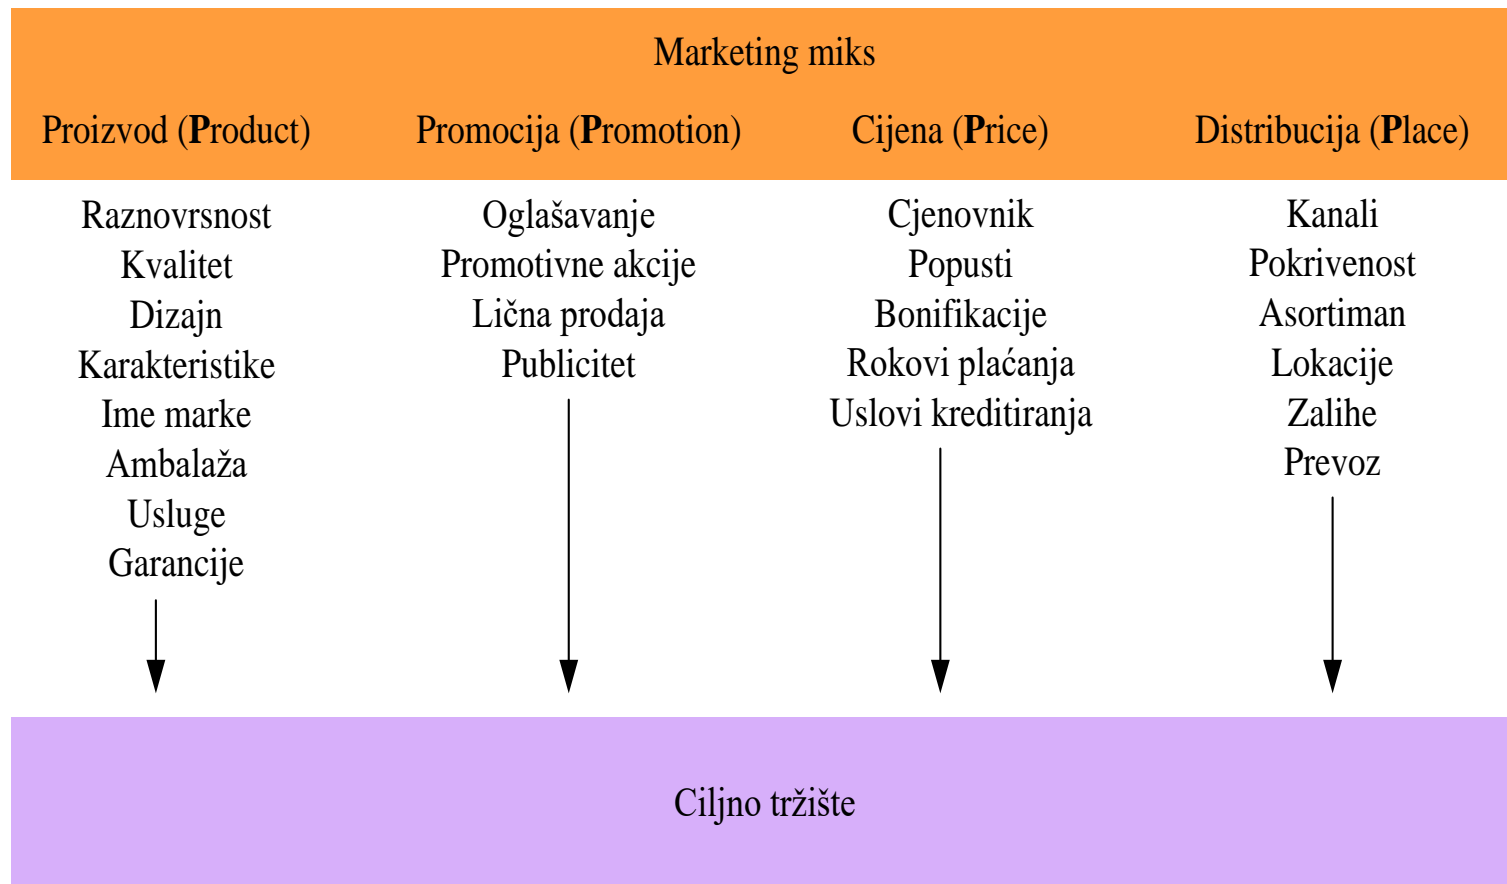 Marketing miks
Proizvod (Product)
Promocija (Promotion)
Cijena (Price)
Distribucija (Place)
Raznovrsnost
Kvalitet
Dizajn
Karakteristike
Ime marke
Ambalaža
Usluge
Garancije
Oglašavanje
Promotivne akcije
Lična prodaja
Publicitet
Cjenovnik
Popusti
Bonifikacije
Rokovi plaćanja
Uslovi kreditiranja
Kanali
Pokrivenost
Asortiman
Lokacije
Zalihe
Prevoz
Ciljno tržište